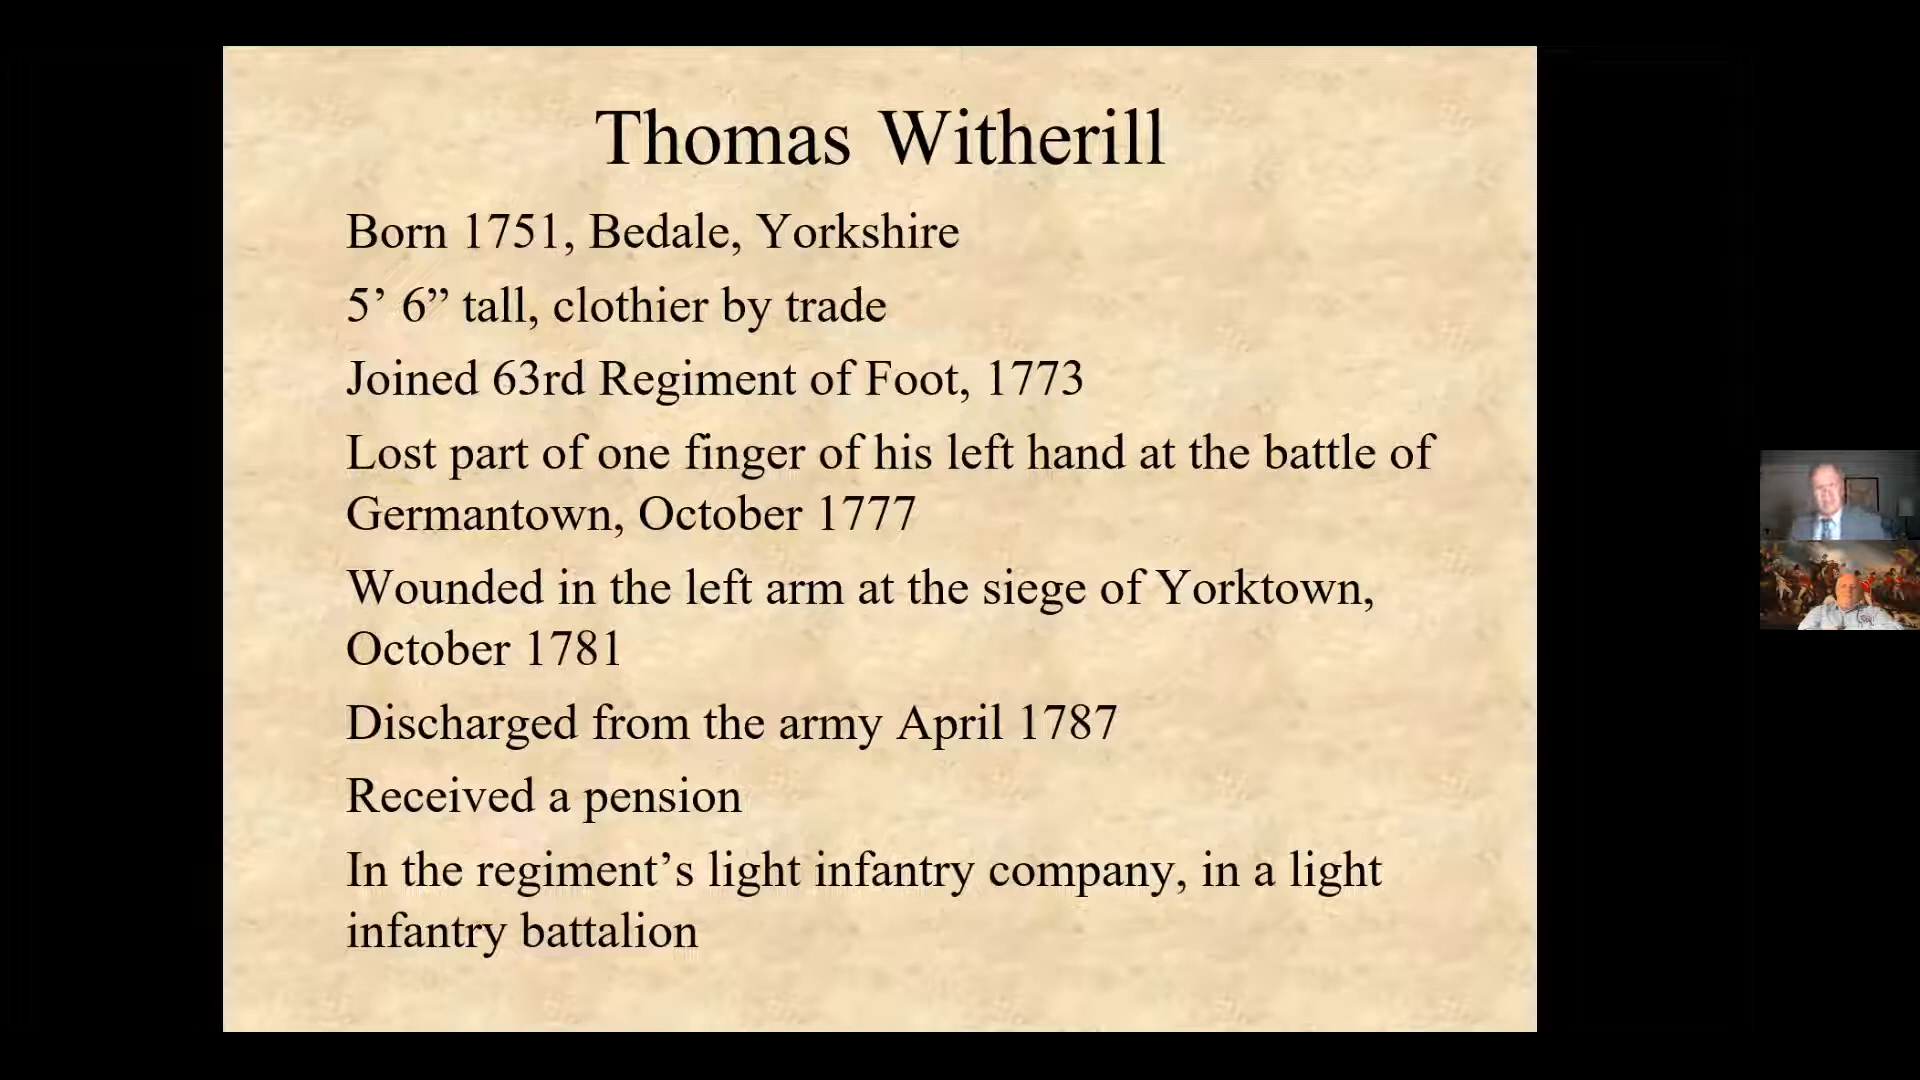 Thomas Witherill
Born 1751, Bedale, Yorkshire
5’ 6” tall, clothier by trade
Joined 63rd Regiment of Foot, 1773
Lost part of one finger of his left hand at the battle of
Germantown, October 1777
Wounded in the left arm at the siege of Yorktown,
October 1781
Discharged from the army April 1787
Received a pension
In the regiment’s light infantry company, in a light
infantry battalion